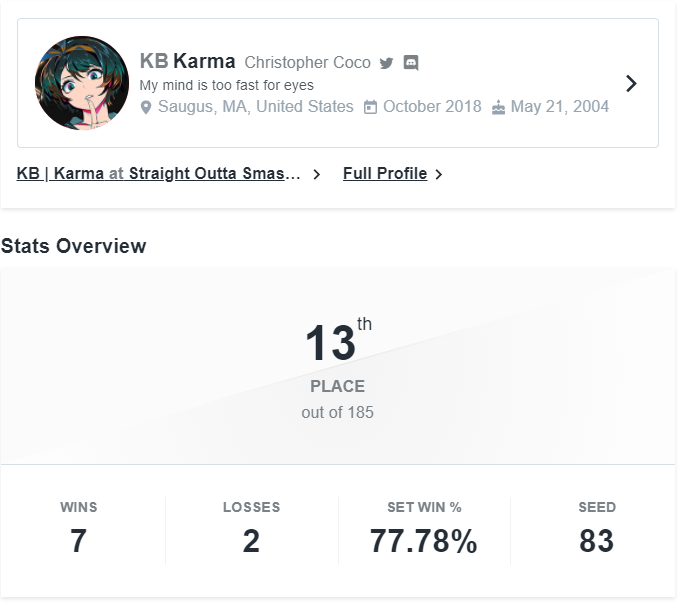 KB Karma Christopher Coco
My mind is too fast for eyes
Saugus, MA, United States October 2018 May 21, 2004
KB | Karma at Straight Outta Smas… Full Profile
Stats Overview
13th
PLACE
out of 185
WINS LOSSES SET WIN % SEED
7 2 77.78% 83